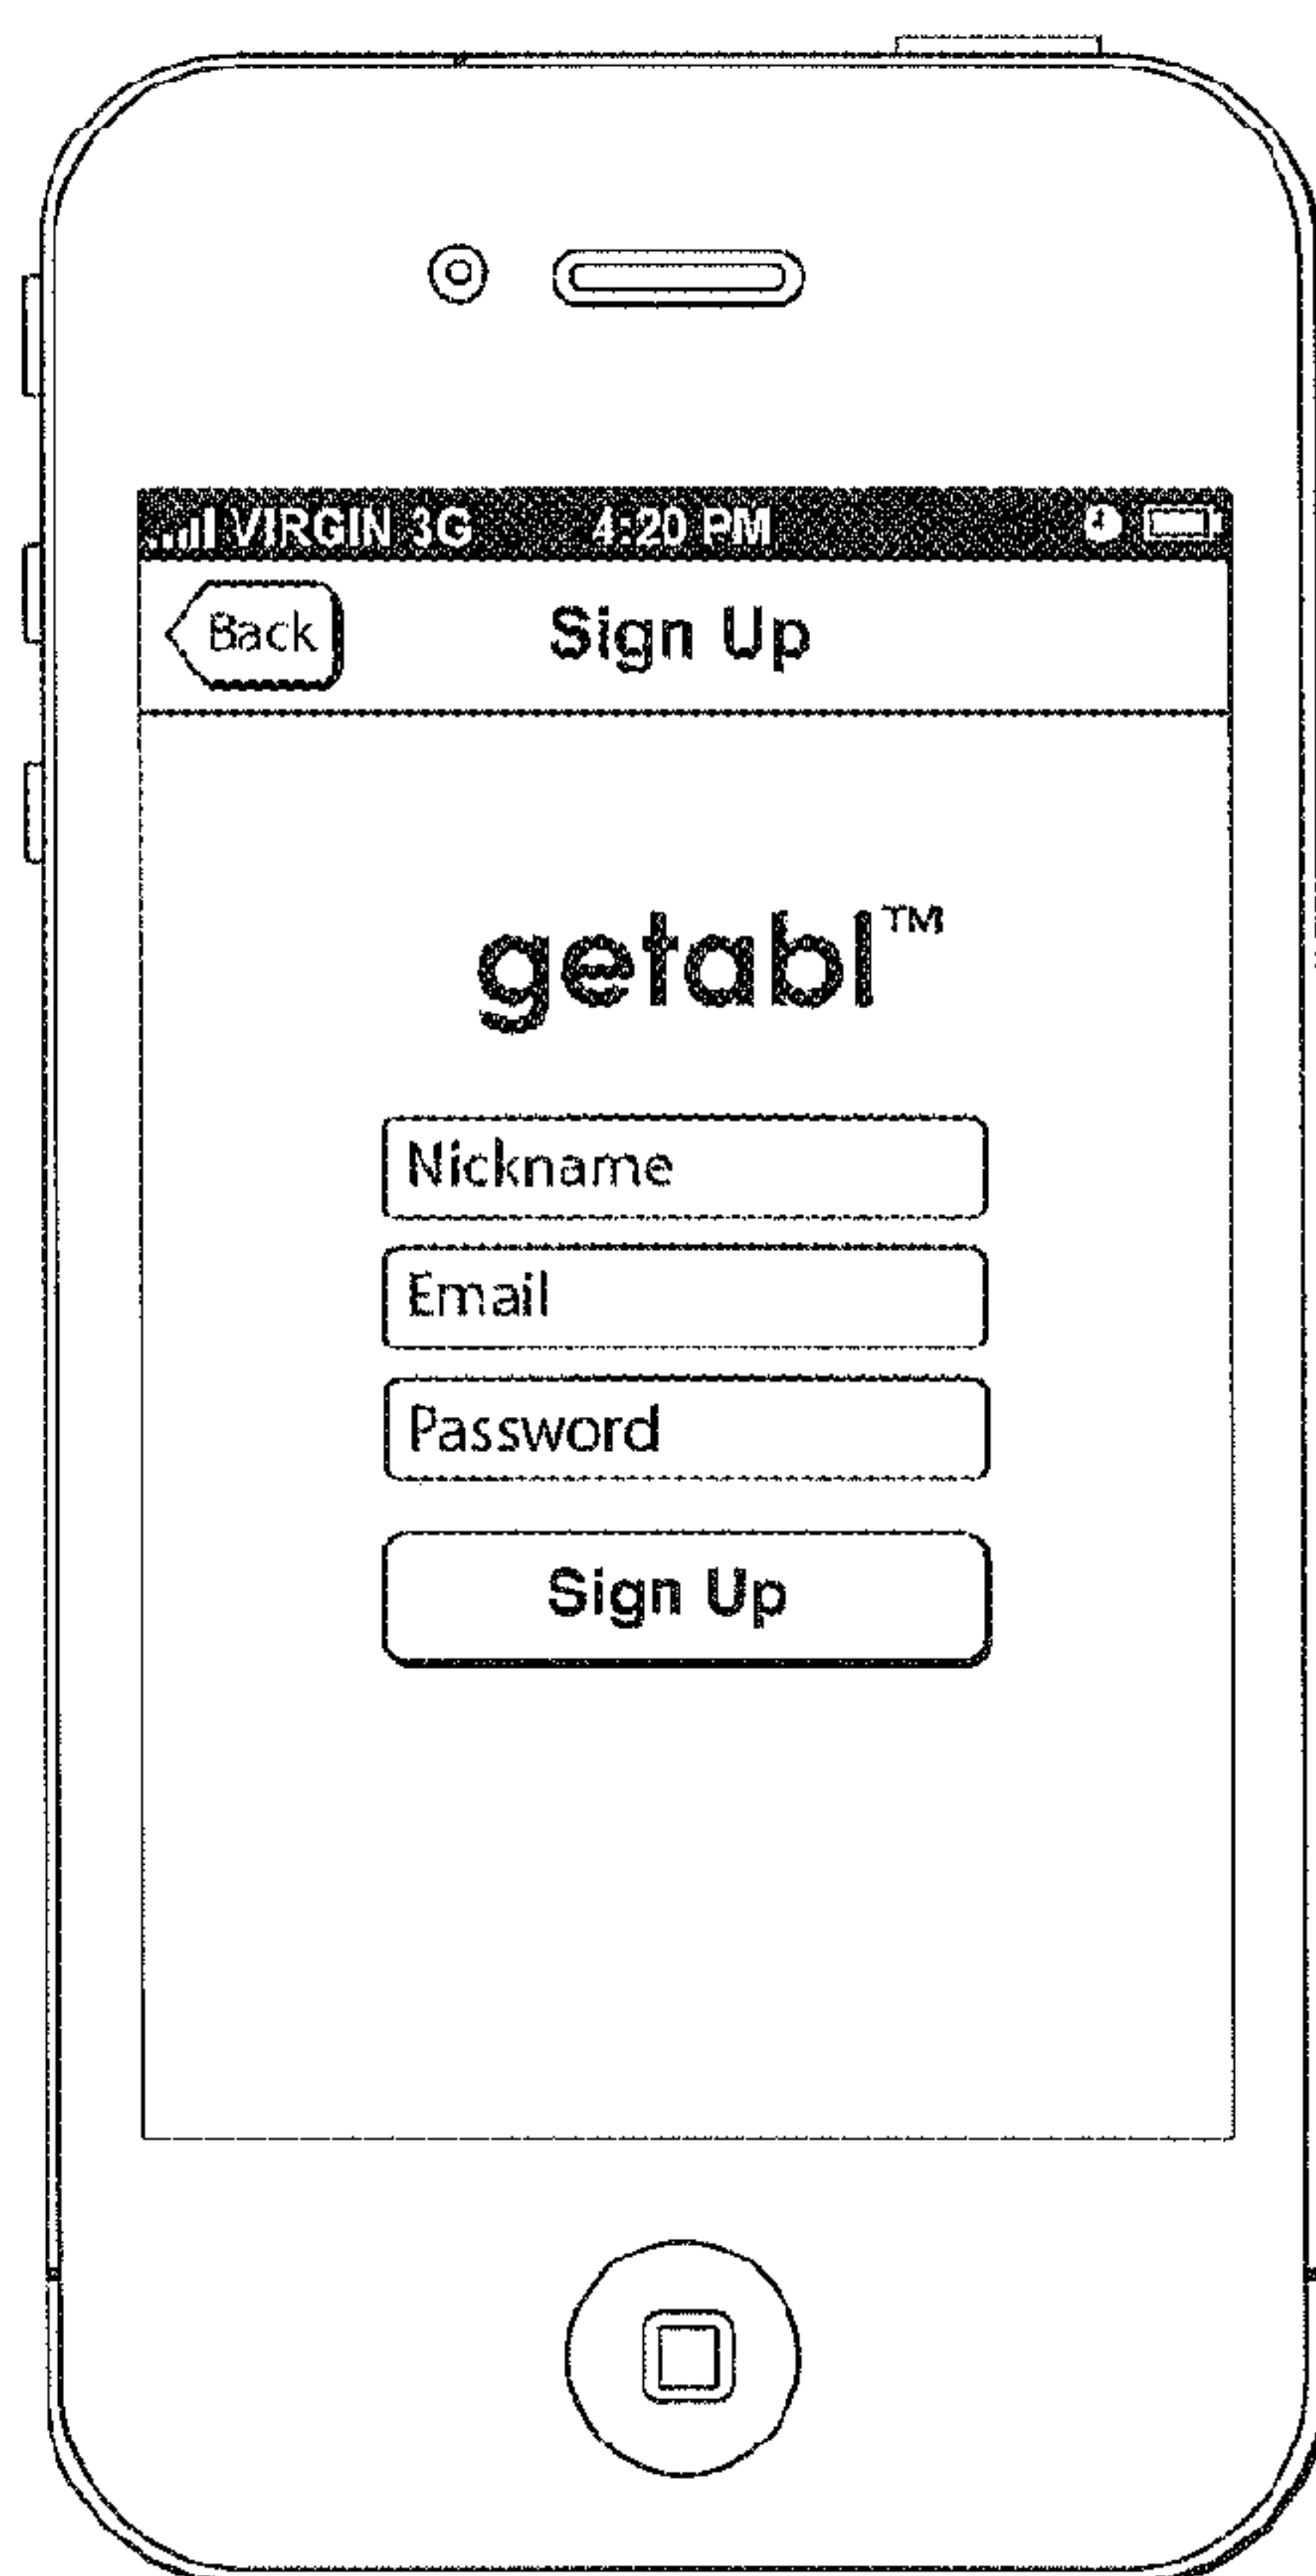 VIRGIN 3G 4:20 PM
Back Sign Up
getabl™
Nickname
Email
Password
Sign Up